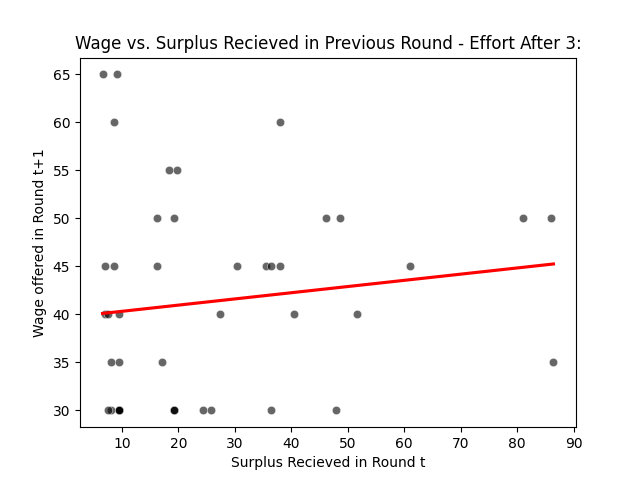 Wage vs. Surplus Recieved in Previous Round - Effort After 3:
65
60
55
50
45
40
35
30
Wage offered in Round t+1
10 20 30 40 50 60 70 80 90
Surplus Recieved in Round t